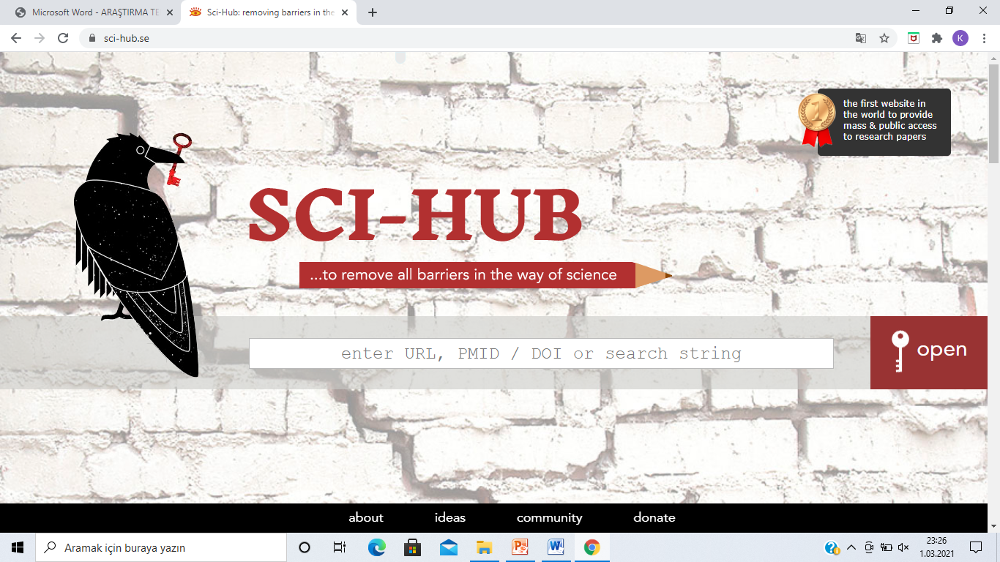 Microsoft Word - ARAŞTIRMA TE
Sci-Hub: removing barriers in the
sci-hub.se
K
1
the first website in
the world to provide
mass & public access
to research papers
SCI-HUB
...to remove all barriers in the way of science
enter URL, PMID / DOI or search string
open
about ideas community donate
Aramak için buraya yazın
23:26
1.03.2021